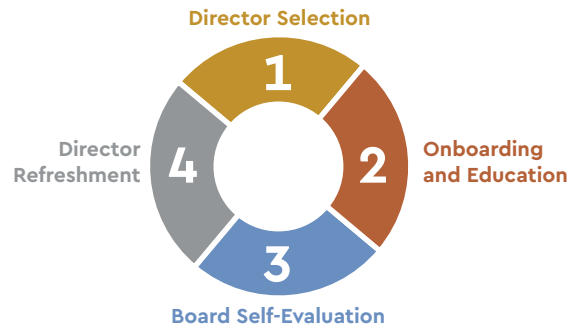 Director Selection
1
2
Onboarding
and Education
3
Board Self-Evaluation
4
Director
Refreshment